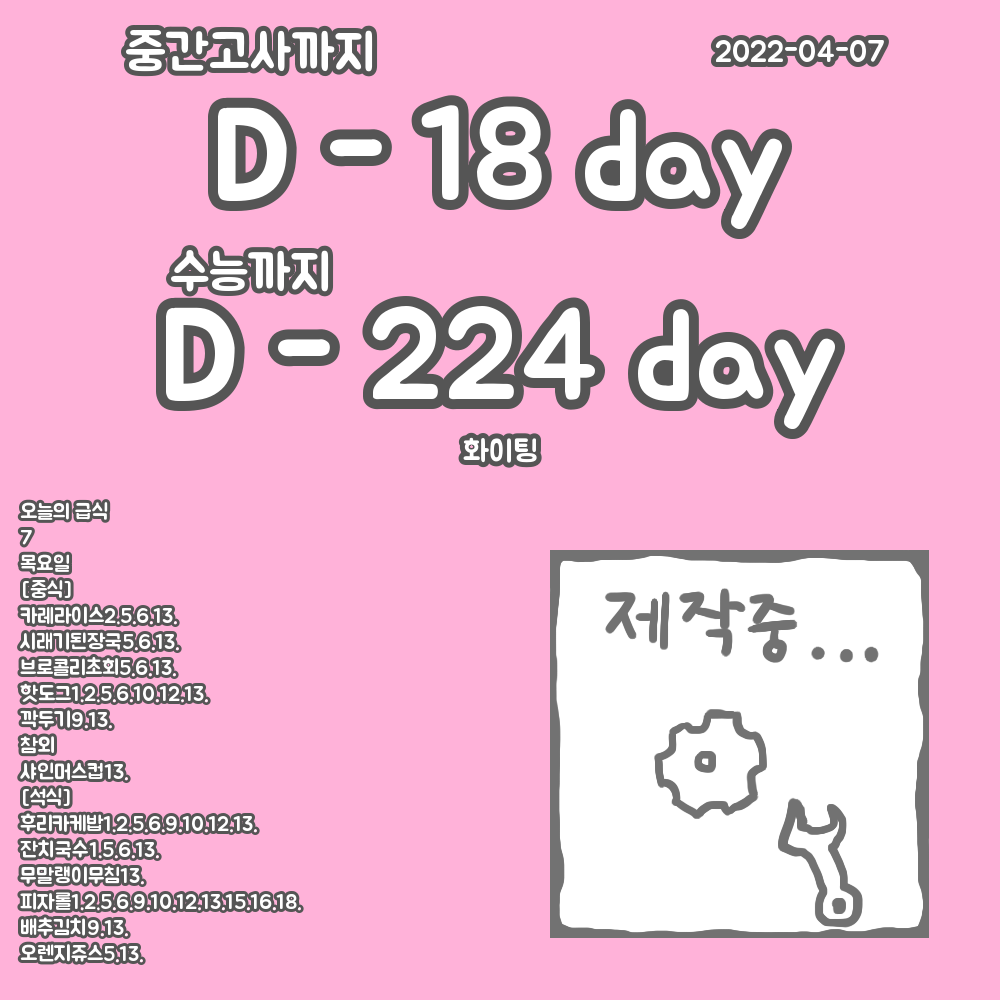 중간고사까지
2022-04-07
D - 18 day
수능까지
D - 224 day
화이팅
오늘의 급식
7
목요일
[중식]
카레라이스2.5.6.13.
시래기된장국5.6.13.
브로콜리초회5.6.13.
핫도그1.2.5.6.10.12.13.
깍두기9.13.
참외
샤인머스컵13.
[석식]
후리카케밥1.2.5.6.9.10.12.13.
잔치국수1.5.6.13.
무말랭이무침13.
피자롤1.2.5.6.9.10.12.13.15.16.18.
배추김치9.13.
오렌지쥬스5.13.
제작중...